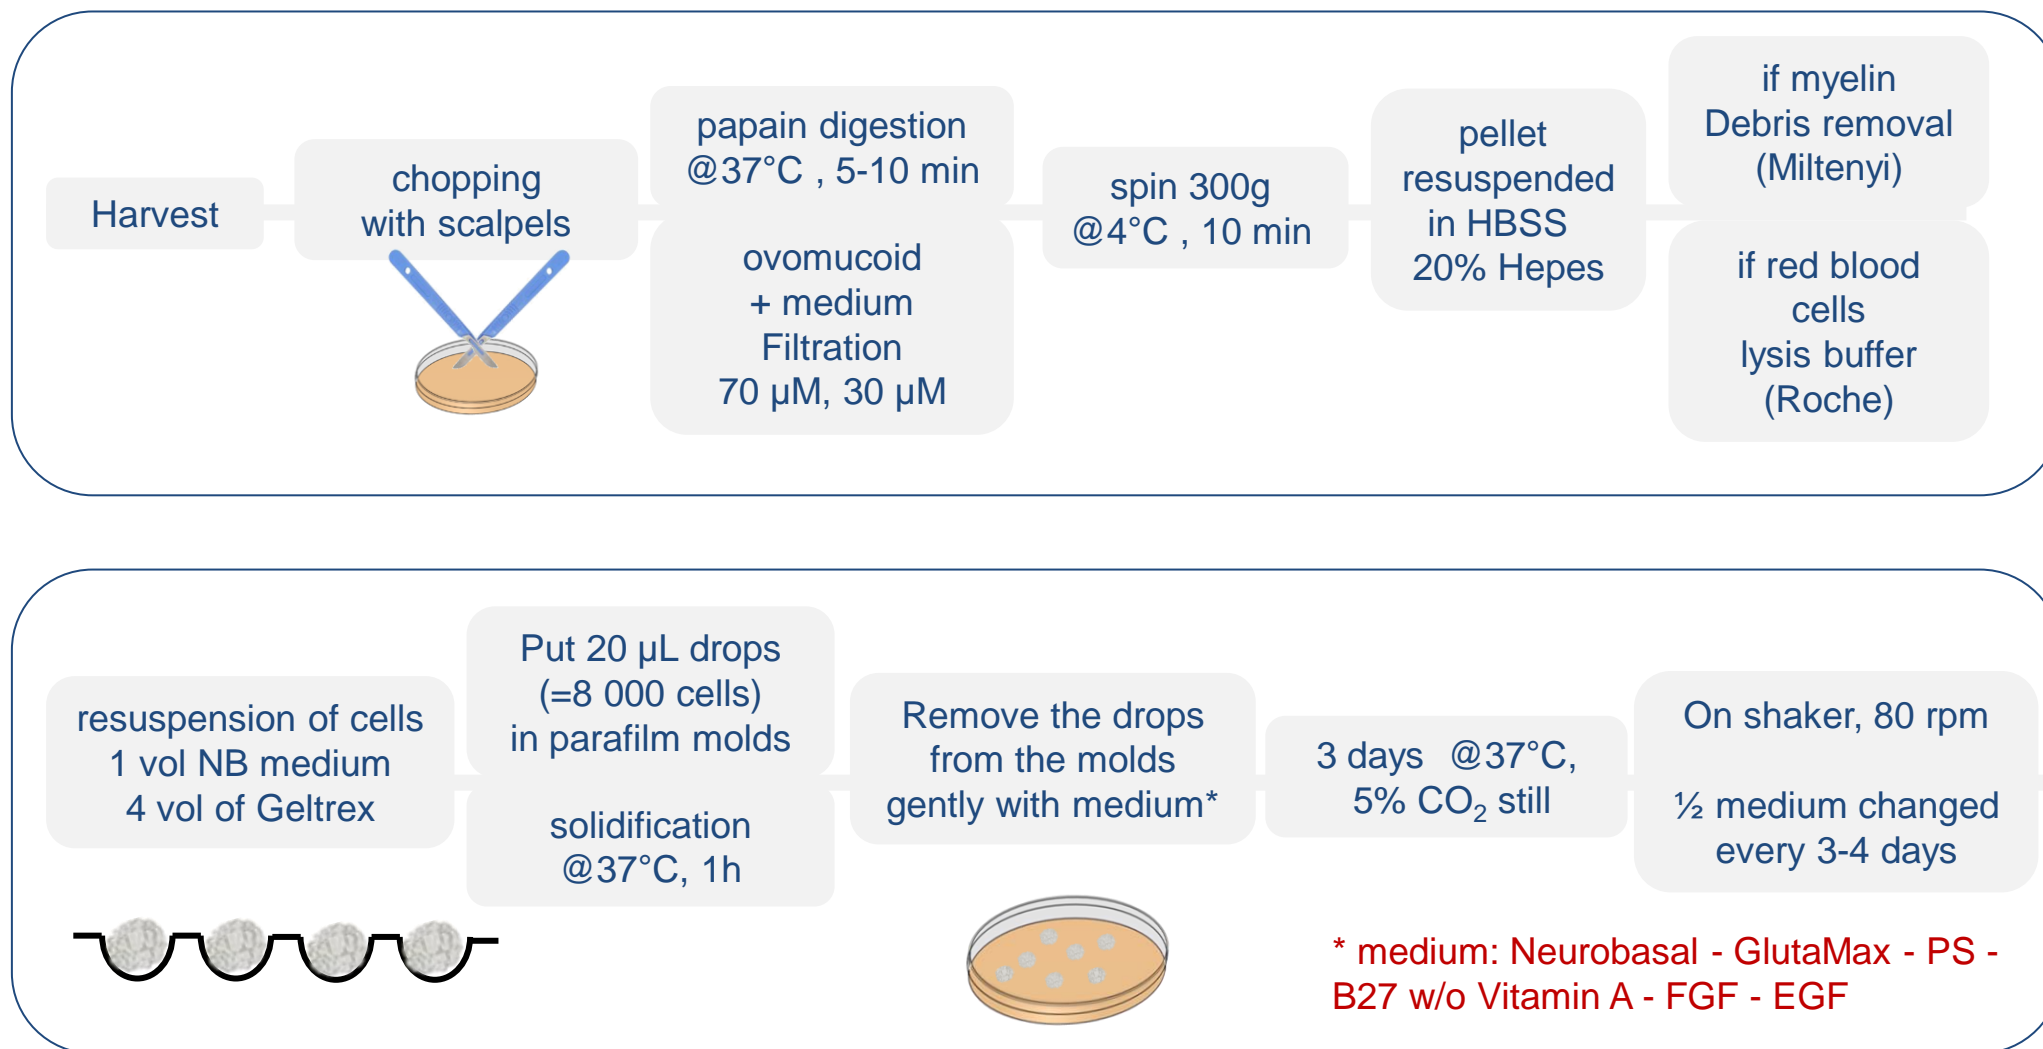 Harvest
chopping
with scalpels
papain digestion
@37°C , 5-10 min
ovomucoid
+ medium
Filtration
70 µM, 30 µM
spin 300g
@4°C , 10 min
pellet
resuspended
in HBSS
20% Hepes
if myelin
Debris removal
(Miltenyi)
if red blood
cells
lysis buffer
(Roche)
resuspension of cells
1 vol NB medium
4 vol of Geltrex
Put 20 µL drops
(=8 000 cells)
in parafilm molds
solidification
@37°C, 1h
Remove the drops
from the molds
gently with medium*
3 days @37°C,
5% CO₂ still
On shaker, 80 rpm
½ medium changed
every 3-4 days
* medium: Neurobasal - GlutaMax - PS -
B27 w/o Vitamin A - FGF - EGF